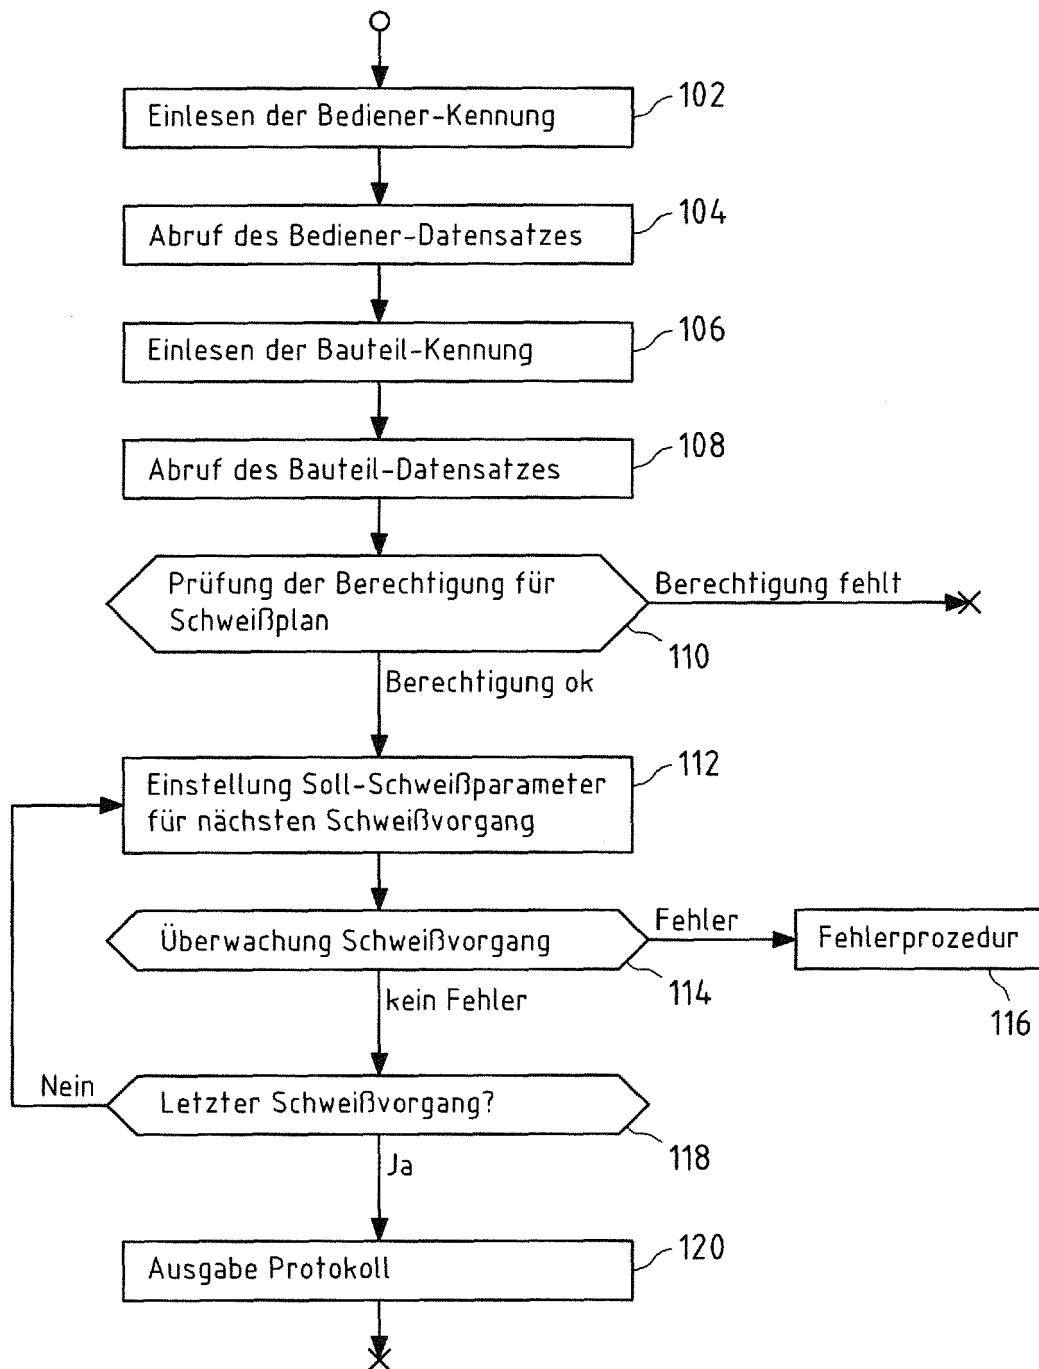 Einlesen der Bediener-Kennung
102
Abruf des Bediener-Datensatzes
104
Einlesen der Bauteil-Kennung
106
Abruf des Bauteil-Datensatzes
108
Prüfung der Berechtigung für
Schweißplan
Berechtigung fehlt
110
Berechtigung ok
Einstellung Soll-Schweißparameter
für nächsten Schweißvorgang
112
Überwachung Schweißvorgang
Fehler
Fehlerprozedur
114
116
kein Fehler
Nein
Letzter Schweißvorgang?
118
Ja
Ausgabe Protokoll
120